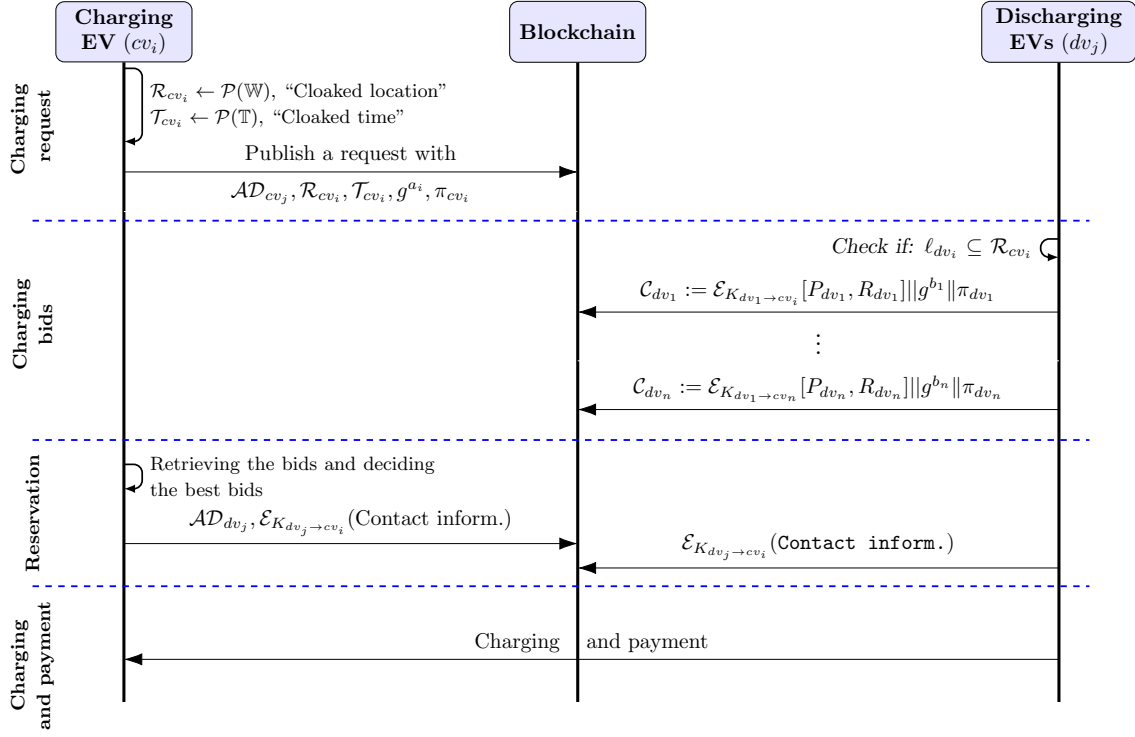 Charging
EV (cv_i)
Blockchain
Discharging
EVs (dv_j)
Charging
request
ℛ_{cv_i} ← 𝒫(𝕎), “Cloaked location”
𝒯_{cv_i} ← 𝒫(𝕋), “Cloaked time”
Publish a request with
𝒜𝒟_{cv_j}, ℛ_{cv_i}, 𝒯_{cv_i}, g^{a_i}, π_{cv_i}
Charging
bids
Check if: ℓ_{dv_i} ⊆ ℛ_{cv_i}
𝒞_{dv_1} := ℰ_{K_{dv_1→cv_i}}[P_{dv_1}, R_{dv_1}]||g^{b_1}‖π_{dv_1}
⋮
𝒞_{dv_n} := ℰ_{K_{dv_1→cv_n}}[P_{dv_n}, R_{dv_n}]||g^{b_n}‖π_{dv_n}
Reservation
Retrieving the bids and deciding
the best bids
𝒜𝒟_{dv_j}, ℰ_{K_{dv_j→cv_i}}(Contact inform.)
ℰ_{K_{dv_j→cv_i}}(Contact inform.)
Charging
and payment
Charging and payment